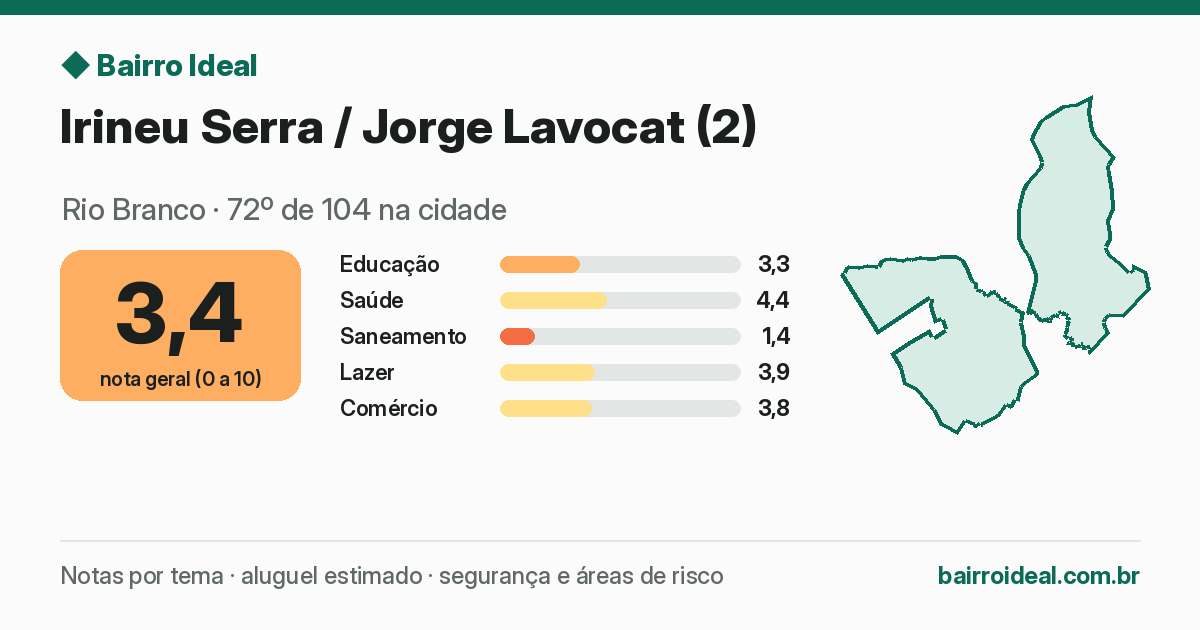 Bairro Ideal
Irineu Serra / Jorge Lavocat (2)
Rio Branco · 72º de 104 na cidade
3,4
nota geral (0 a 10)
Educação 3,3
Saúde 4,4
Saneamento 1,4
Lazer 3,9
Comércio 3,8
Notas por tema · aluguel estimado · segurança e áreas de risco
bairroideal.com.br